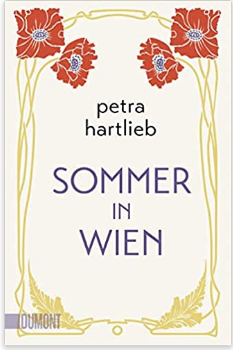 petra
hartlieb
SOMMER
IN
WIEN
DUMONT